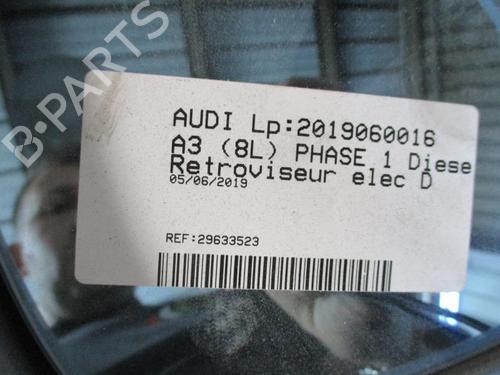 B-PARTS
AUDI Lp:2019060016
A3 (8L) PHASE 1 Diese
Retroviseur elec D
05/06/2019
REF:29633523